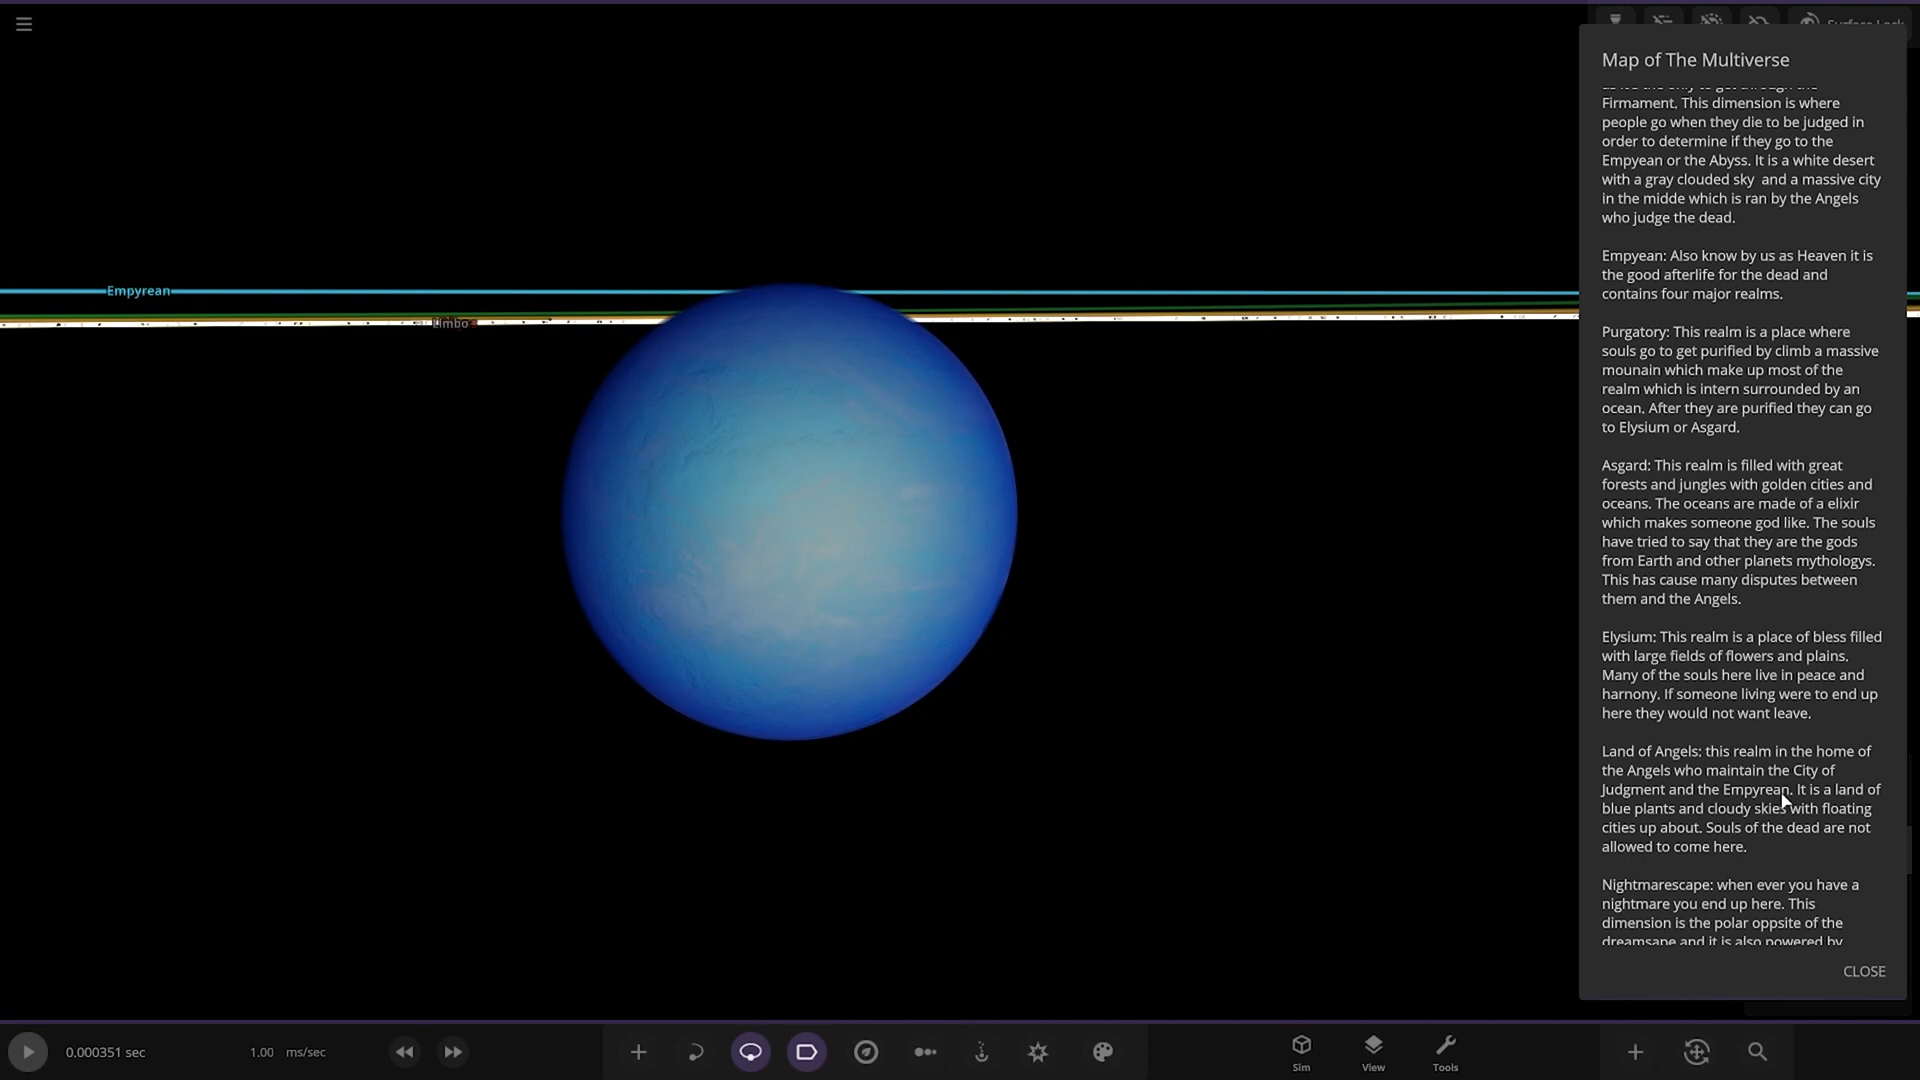 Surface Lock
Map of The Multiverse
Firmament. This dimension is where
people go when they die to be judged in
order to determine if they go to the
Empyean or the Abyss. It is a white desert
with a gray clouded sky  and a massive city
in the midde which is ran by the Angels
who judge the dead.
Empyean: Also know by us as Heaven it is
the good afterlife for the dead and
contains four major realms.
Purgatory: This realm is a place where
souls go to get purified by climb a massive
mounain which make up most of the
realm which is intern surrounded by an
ocean. After they are purified they can go
to Elysium or Asgard.
Asgard: This realm is filled with great
forests and jungles with golden cities and
oceans. The oceans are made of a elixir
which makes someone god like. The souls
have tried to say that they are the gods
from Earth and other planets mythologys.
This has cause many disputes between
them and the Angels.
Elysium: This realm is a place of bless filled
with large fields of flowers and plains.
Many of the souls here live in peace and
harnony. If someone living were to end up
here they would not want leave.
Land of Angels: this realm in the home of
the Angels who maintain the City of
Judgment and the Empyrean. It is a land of
blue plants and cloudy skies with floating
cities up about. Souls of the dead are not
allowed to come here.
Nightmarescape: when ever you have a
nightmare you end up here. This
dimension is the polar oppsite of the
dreamsape and it is also powered by
CLOSE
Empyrean
Limbo
0.000351 sec
1.00 ms/sec
Sim
View
Tools